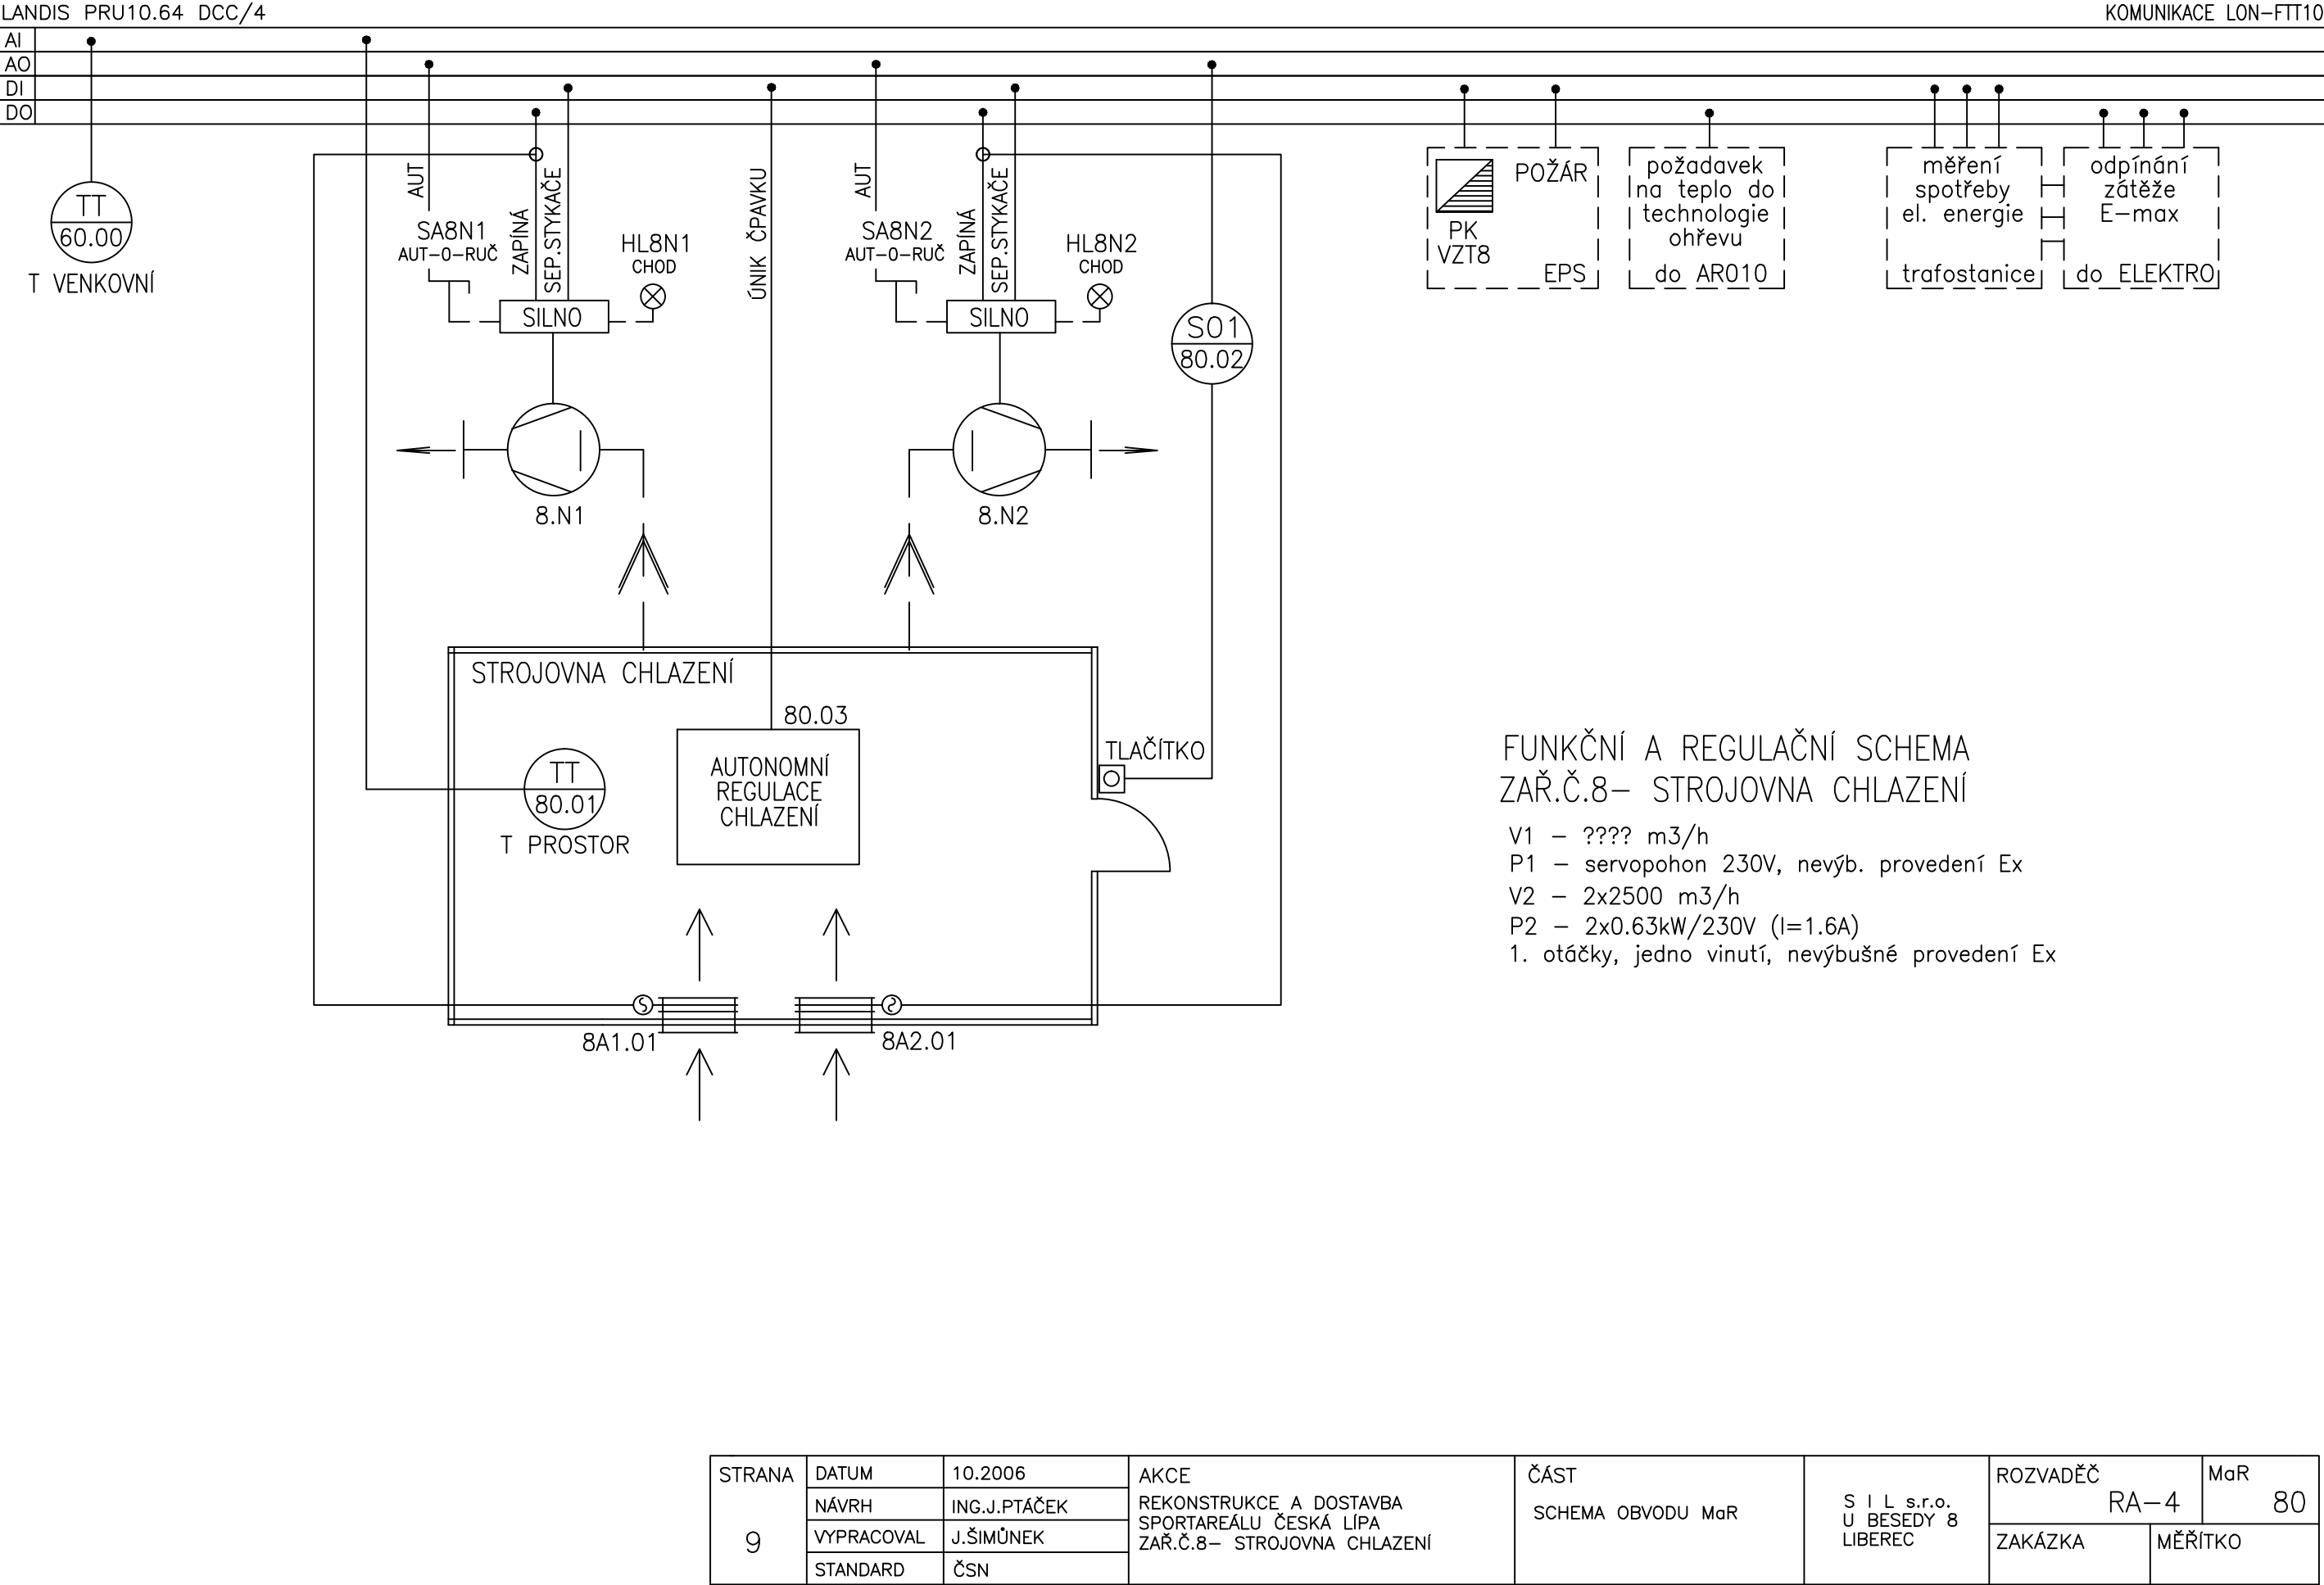 LANDIS PRU10.64 DCC/4
KOMUNIKACE LON-FTT10
AI
AO
DI
DO
TT
60.00
T VENKOVNÍ
AUT
SA8N1
AUT-0-RUČ
ZAPÍNÁ
SEP.STYKAČE
HL8N1
CHOD
SILNO
8.N1
ÚNIK ČPAVKU
AUT
SA8N2
AUT-0-RUČ
ZAPÍNÁ
SEP.STYKAČE
HL8N2
CHOD
SILNO
8.N2
SO1
80.02
POŽÁR
PK
VZT8
EPS
požadavek
na teplo do
technologie
ohřevu
do ARO10
měření
spotřeby
el. energie
trafostanice
odpínání
zátěže
E-max
do ELEKTRO
STROJOVNA CHLAZENÍ
80.03
AUTONOMNÍ
REGULACE
CHLAZENÍ
TT
80.01
T PROSTOR
TLAČÍTKO
8A1.01
8A2.01
FUNKČNÍ A REGULAČNÍ SCHEMA
ZAŘ.Č.8- STROJOVNA CHLAZENÍ
V1 - ???? m3/h
P1 - servopohon 230V, nevýb. provedení Ex
V2 - 2x2500 m3/h
P2 - 2x0.63kW/230V (I=1.6A)
1. otáčky, jedno vinutí, nevýbušné provedení Ex
STRANA
9
DATUM
10.2006
NÁVRH
ING.J.PTÁČEK
VYPRACOVAL
J.ŠIMŮNEK
STANDARD
ČSN
AKCE
REKONSTRUKCE A DOSTAVBA
SPORTAREÁLU ČESKÁ LÍPA
ZAŘ.Č.8- STROJOVNA CHLAZENÍ
ČÁST
SCHEMA OBVODU MaR
S I L s.r.o.
U BESEDY 8
LIBEREC
ROZVADĚČ
RA-4
MaR
80
ZAKÁZKA
MĚŘÍTKO